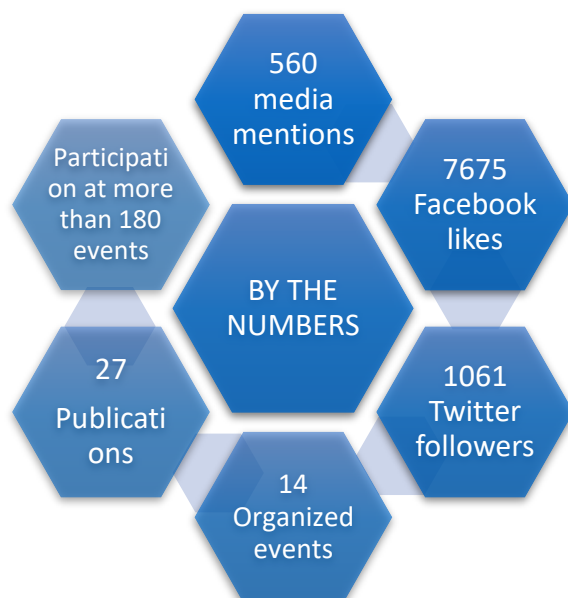 560
media
mentions
7675
Facebook
likes
1061
Twitter
followers
14
Organized
events
27
Publicati
ons
Participati
on at more
than 180
events
BY THE
NUMBERS